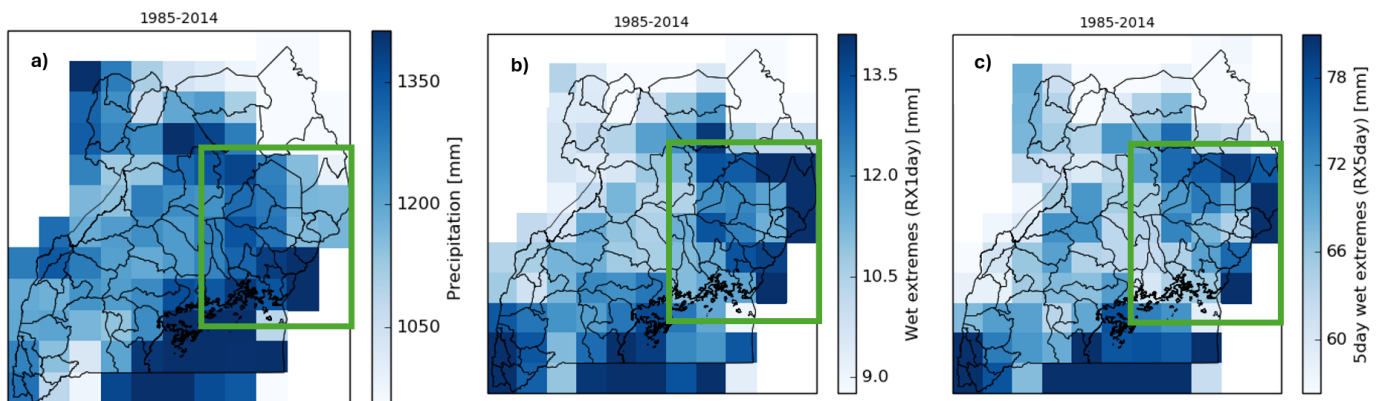 1985-2014
a)
1350
1200
1050
Precipitation [mm]
1985-2014
b)
13.5
12.0
10.5
9.0
Wet extremes (RX1day) [mm]
1985-2014
c)
78
72
66
60
5day wet extremes (RX5day) [mm]